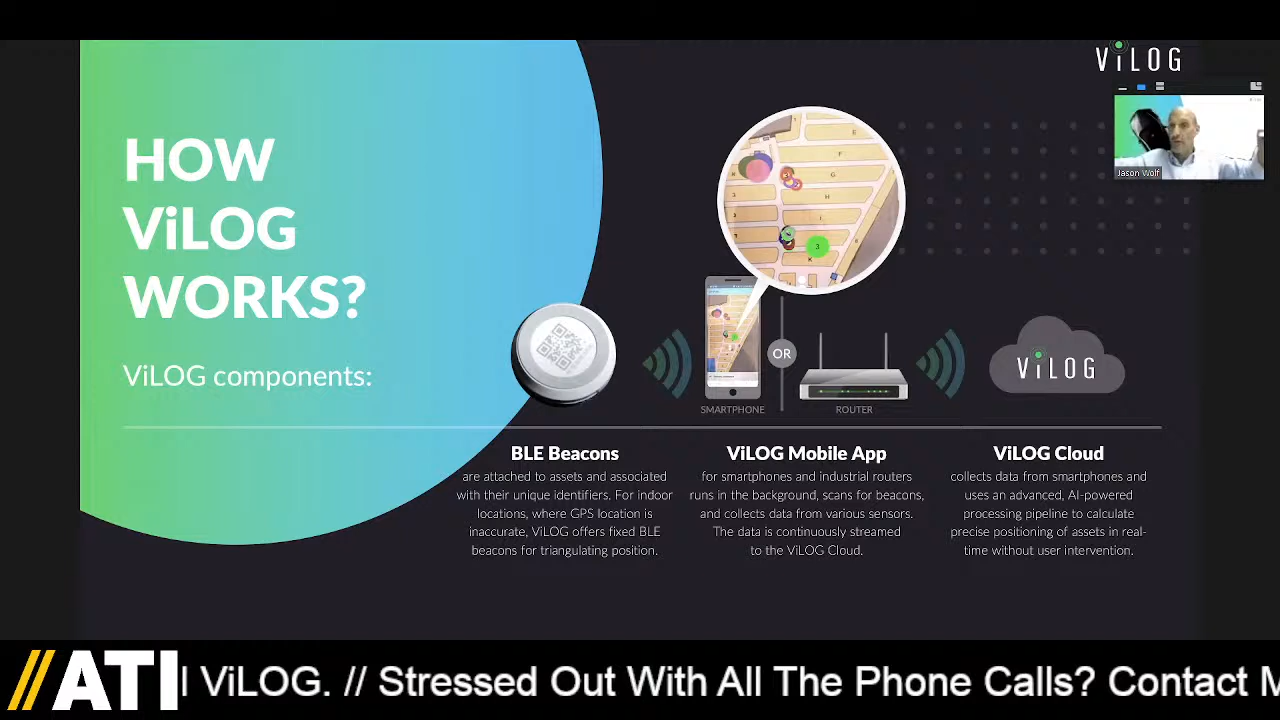 ViLOG
HOW
ViLOG
WORKS?
ViLOG components:
Jason Wolf
E
F
G
H
I
K
3
OR
SMARTPHONE
ROUTER
ViLOG
BLE Beacons
are attached to assets and associated
with their unique identifiers. For indoor
locations, where GPS location is
inaccurate, ViLOG offers fixed BLE
beacons for triangulating position.
ViLOG Mobile App
for smartphones and industrial routers
runs in the background, scans for beacons,
and collects data from various sensors.
The data is continuously streamed
to the ViLOG Cloud.
ViLOG Cloud
collects data from smartphones and
uses an advanced, AI-powered
processing pipeline to calculate
precise positioning of assets in real-
time without user intervention.
//ATI
l ViLOG. // Stressed Out With All The Phone Calls? Contact M